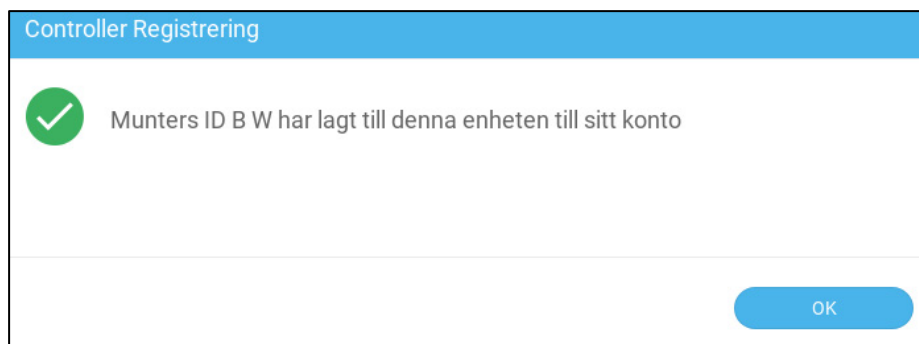 Controller Registrering
Munters ID B W har lagt till denna enheten till sitt konto
OK